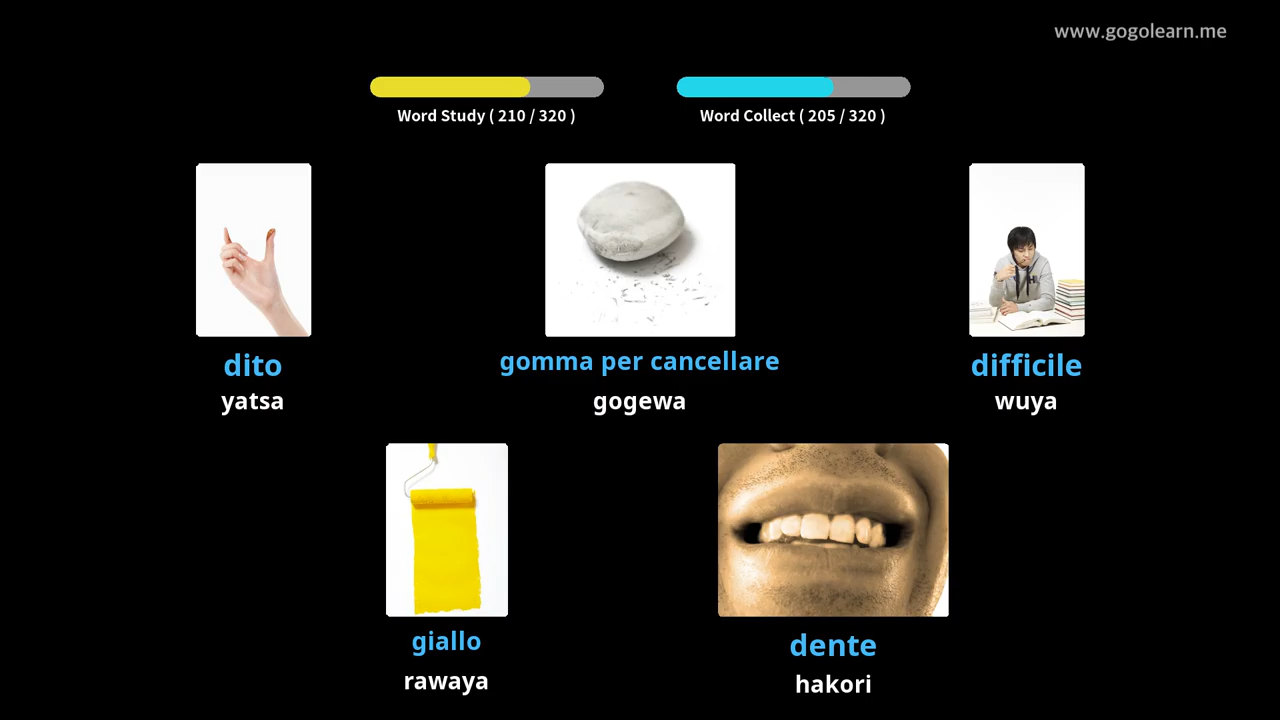 www.gogolearn.me
Word Study ( 210 / 320 )
Word Collect ( 205 / 320 )
dito
yatsa
gomma per cancellare
gogewa
difficile
wuya
giallo
rawaya
dente
hakori